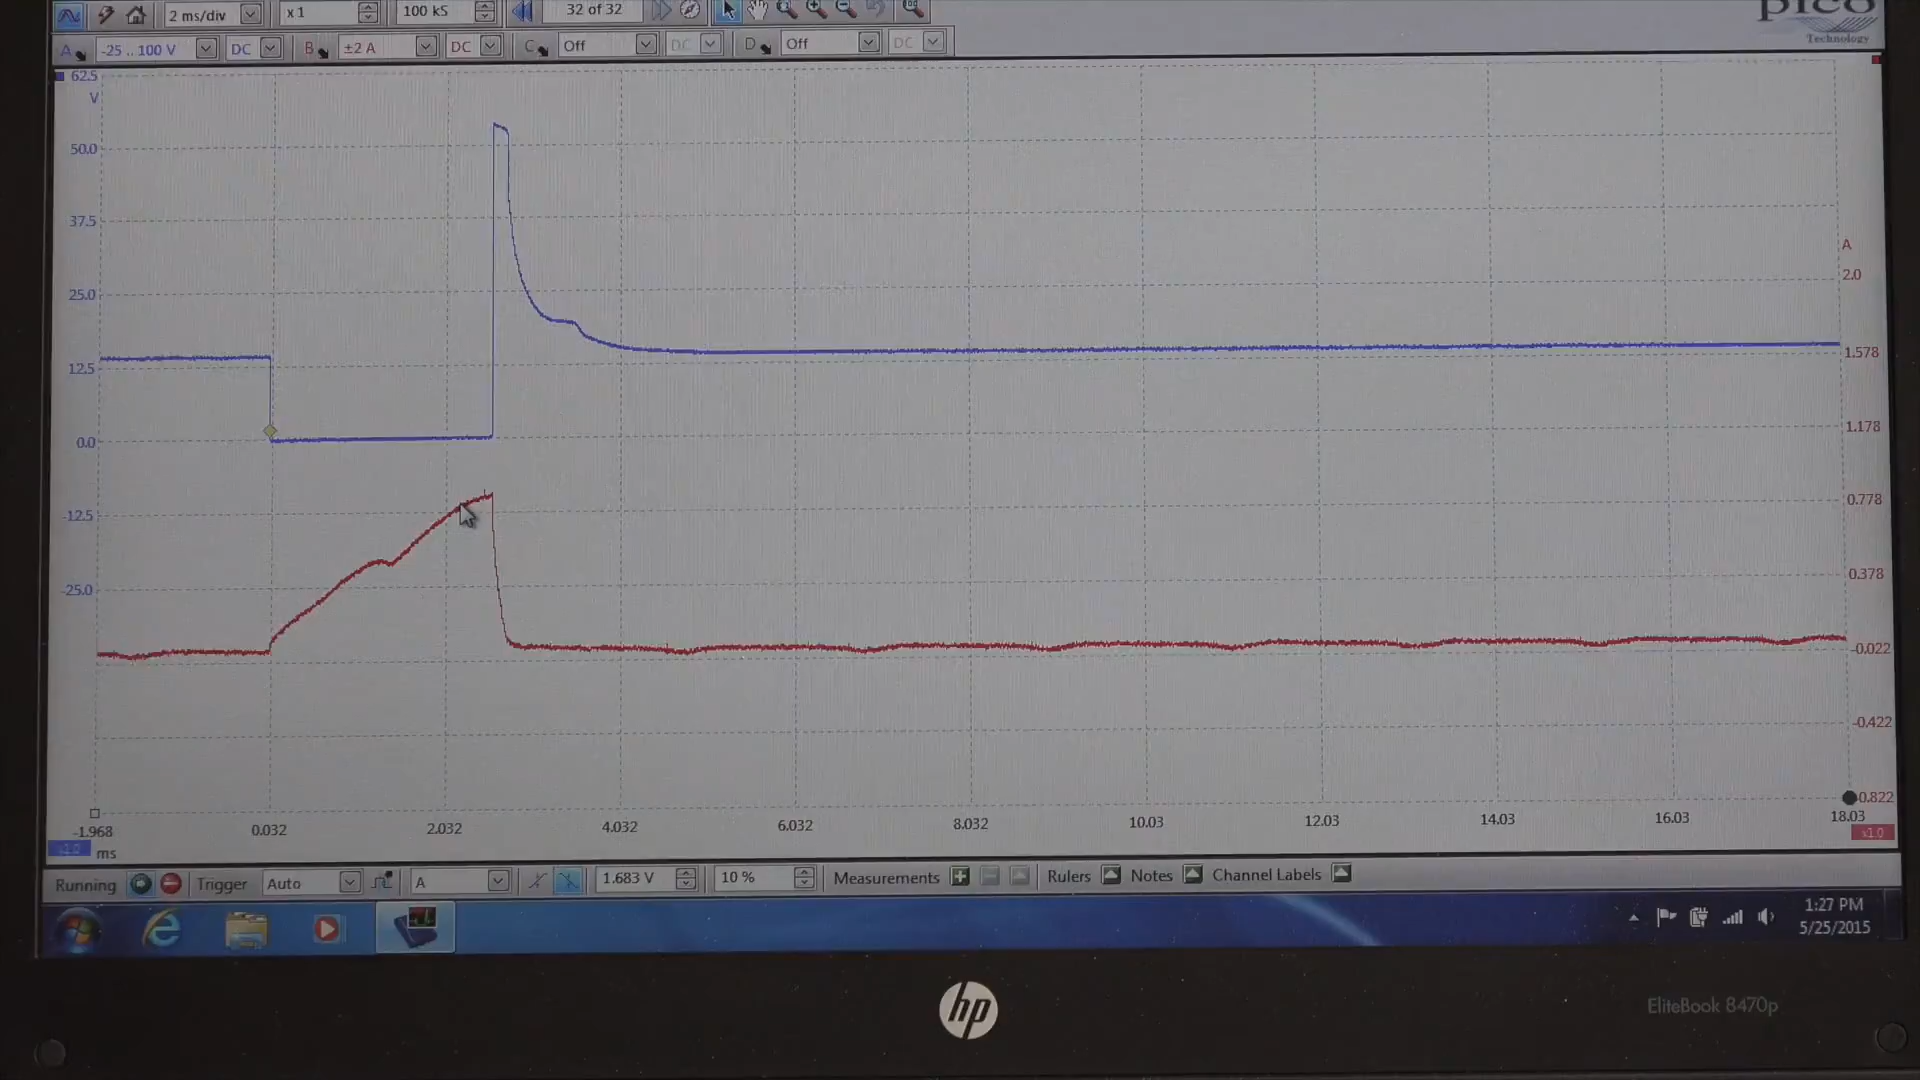 2 ms/div x 1 100 kS 32 of 32 pico
Technology
A -25 .. 100 V DC B ±2 A DC C Off DC D Off DC
62.5
V
50.0
37.5
25.0
12.5
0.0
-12.5
-25.0
A
2.0
1.578
1.178
0.778
0.378
-0.022
-0.422
-0.822
-1.968 0.032 2.032 4.032 6.032 8.032 10.03 12.03 14.03 16.03 18.03
x1.0 ms x1.0
Running Trigger Auto A 1.683 V 10 % Measurements Rulers Notes Channel Labels
1:27 PM
5/25/2015
hp
EliteBook 8470p